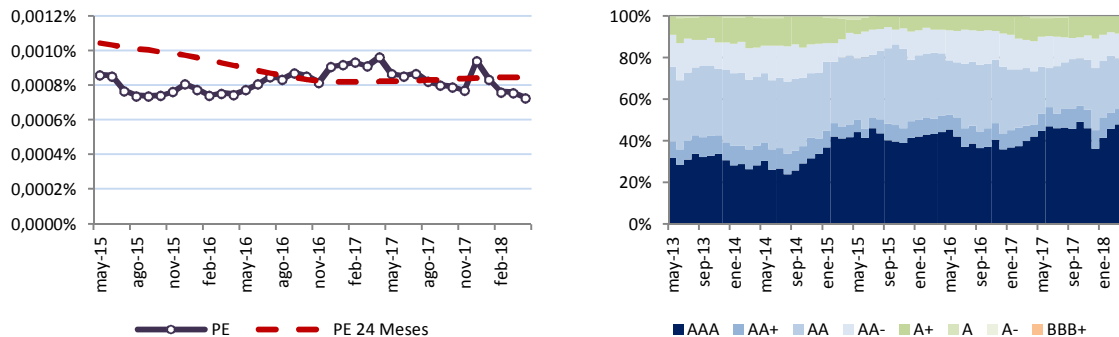 0,0012%
0,0010%
0,0008%
0,0006%
0,0004%
0,0002%
0,0000%
may-15
ago-15
nov-15
feb-16
may-16
ago-16
nov-16
feb-17
may-17
ago-17
nov-17
feb-18
PE
PE 24 Meses
100%
80%
60%
40%
20%
0%
may-13
sep-13
ene-14
may-14
sep-14
ene-15
may-15
sep-15
ene-16
may-16
sep-16
ene-17
may-17
sep-17
ene-18
AAA
AA+
AA
AA-
A+
A
A-
BBB+